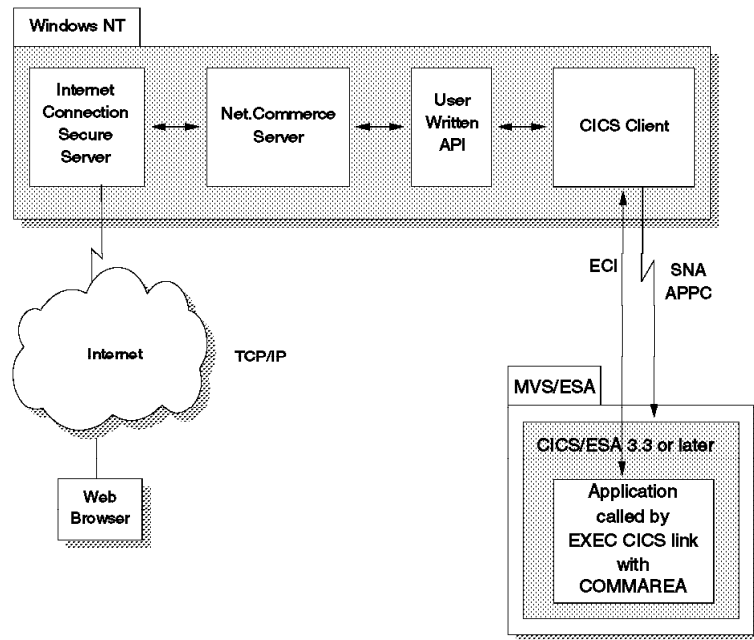 Windows NT
Internet
Connection
Secure
Server
Net.Commerce
Server
User
Written
API
CICS Client
ECI
SNA
APPC
Internet
TCP/IP
MVS/ESA
CICS/ESA 3.3 or later
Web
Browser
Application
called by
EXEC CICS link
with
COMMAREA